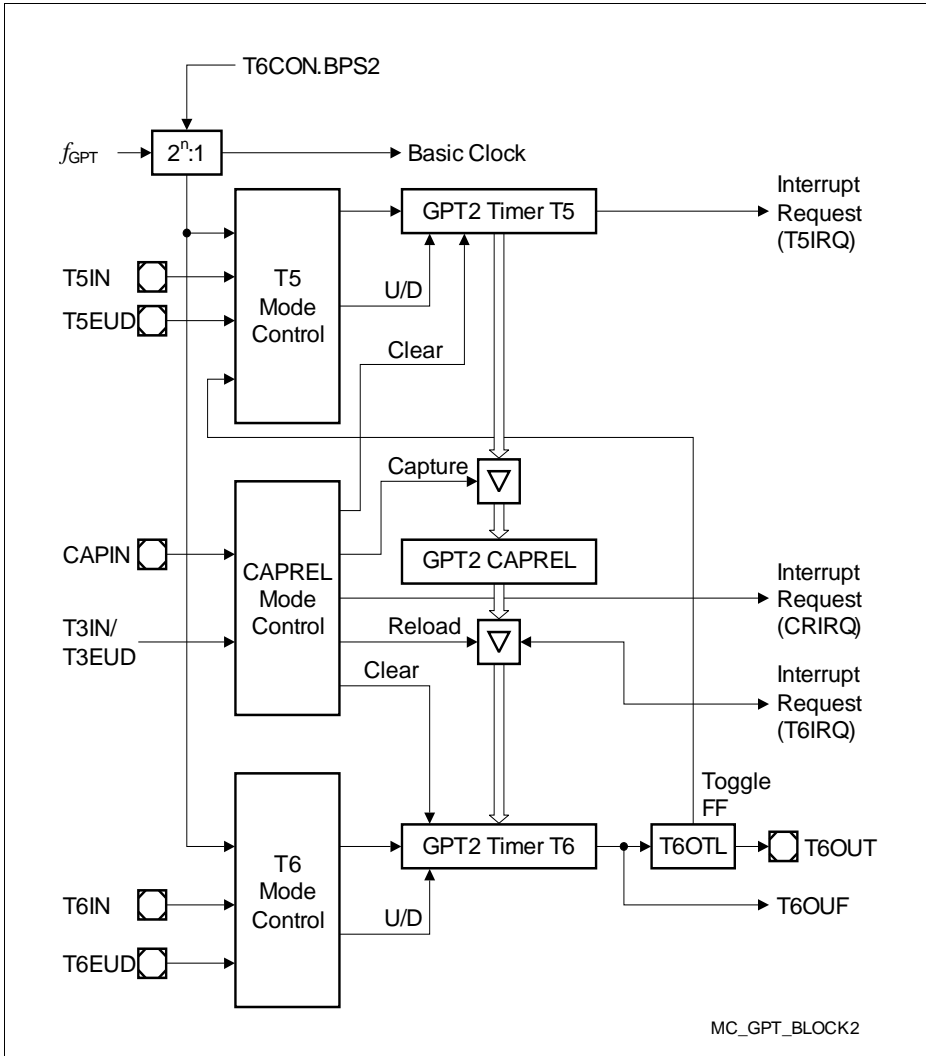 T6CON.BPS2
fGPT
2n:1
Basic Clock
Interrupt
Request
(T5IRQ)
GPT2 Timer T5
T5IN
T5EUD
T5
Mode
Control
U/D
Clear
Capture
CAPIN
T3IN/
T3EUD
CAPREL
Mode
Control
GPT2 CAPREL
Interrupt
Request
(CRIRQ)
Reload
Clear
Interrupt
Request
(T6IRQ)
Toggle
FF
T6
Mode
Control
GPT2 Timer T6
T6OTL
T6OUT
T6IN
T6EUD
U/D
T6OUF
MC_GPT_BLOCK2